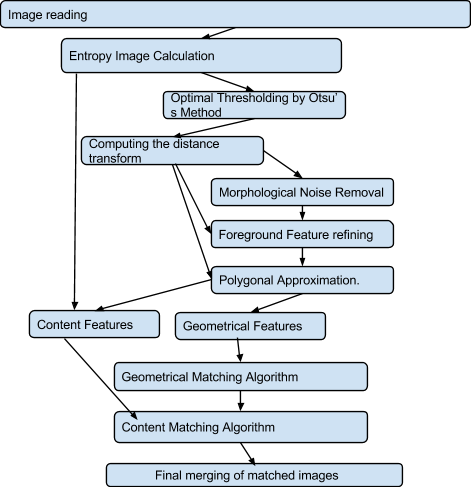 Image reading
Entropy Image Calculation
Optimal Thresholding by Otsu'
s Method
Computing the distance
transform
Morphological Noise Removal
Foreground Feature refining
Polygonal Approximation.
Content Features
Geometrical Features
Geometrical Matching Algorithm
Content Matching Algorithm
Final merging of matched images